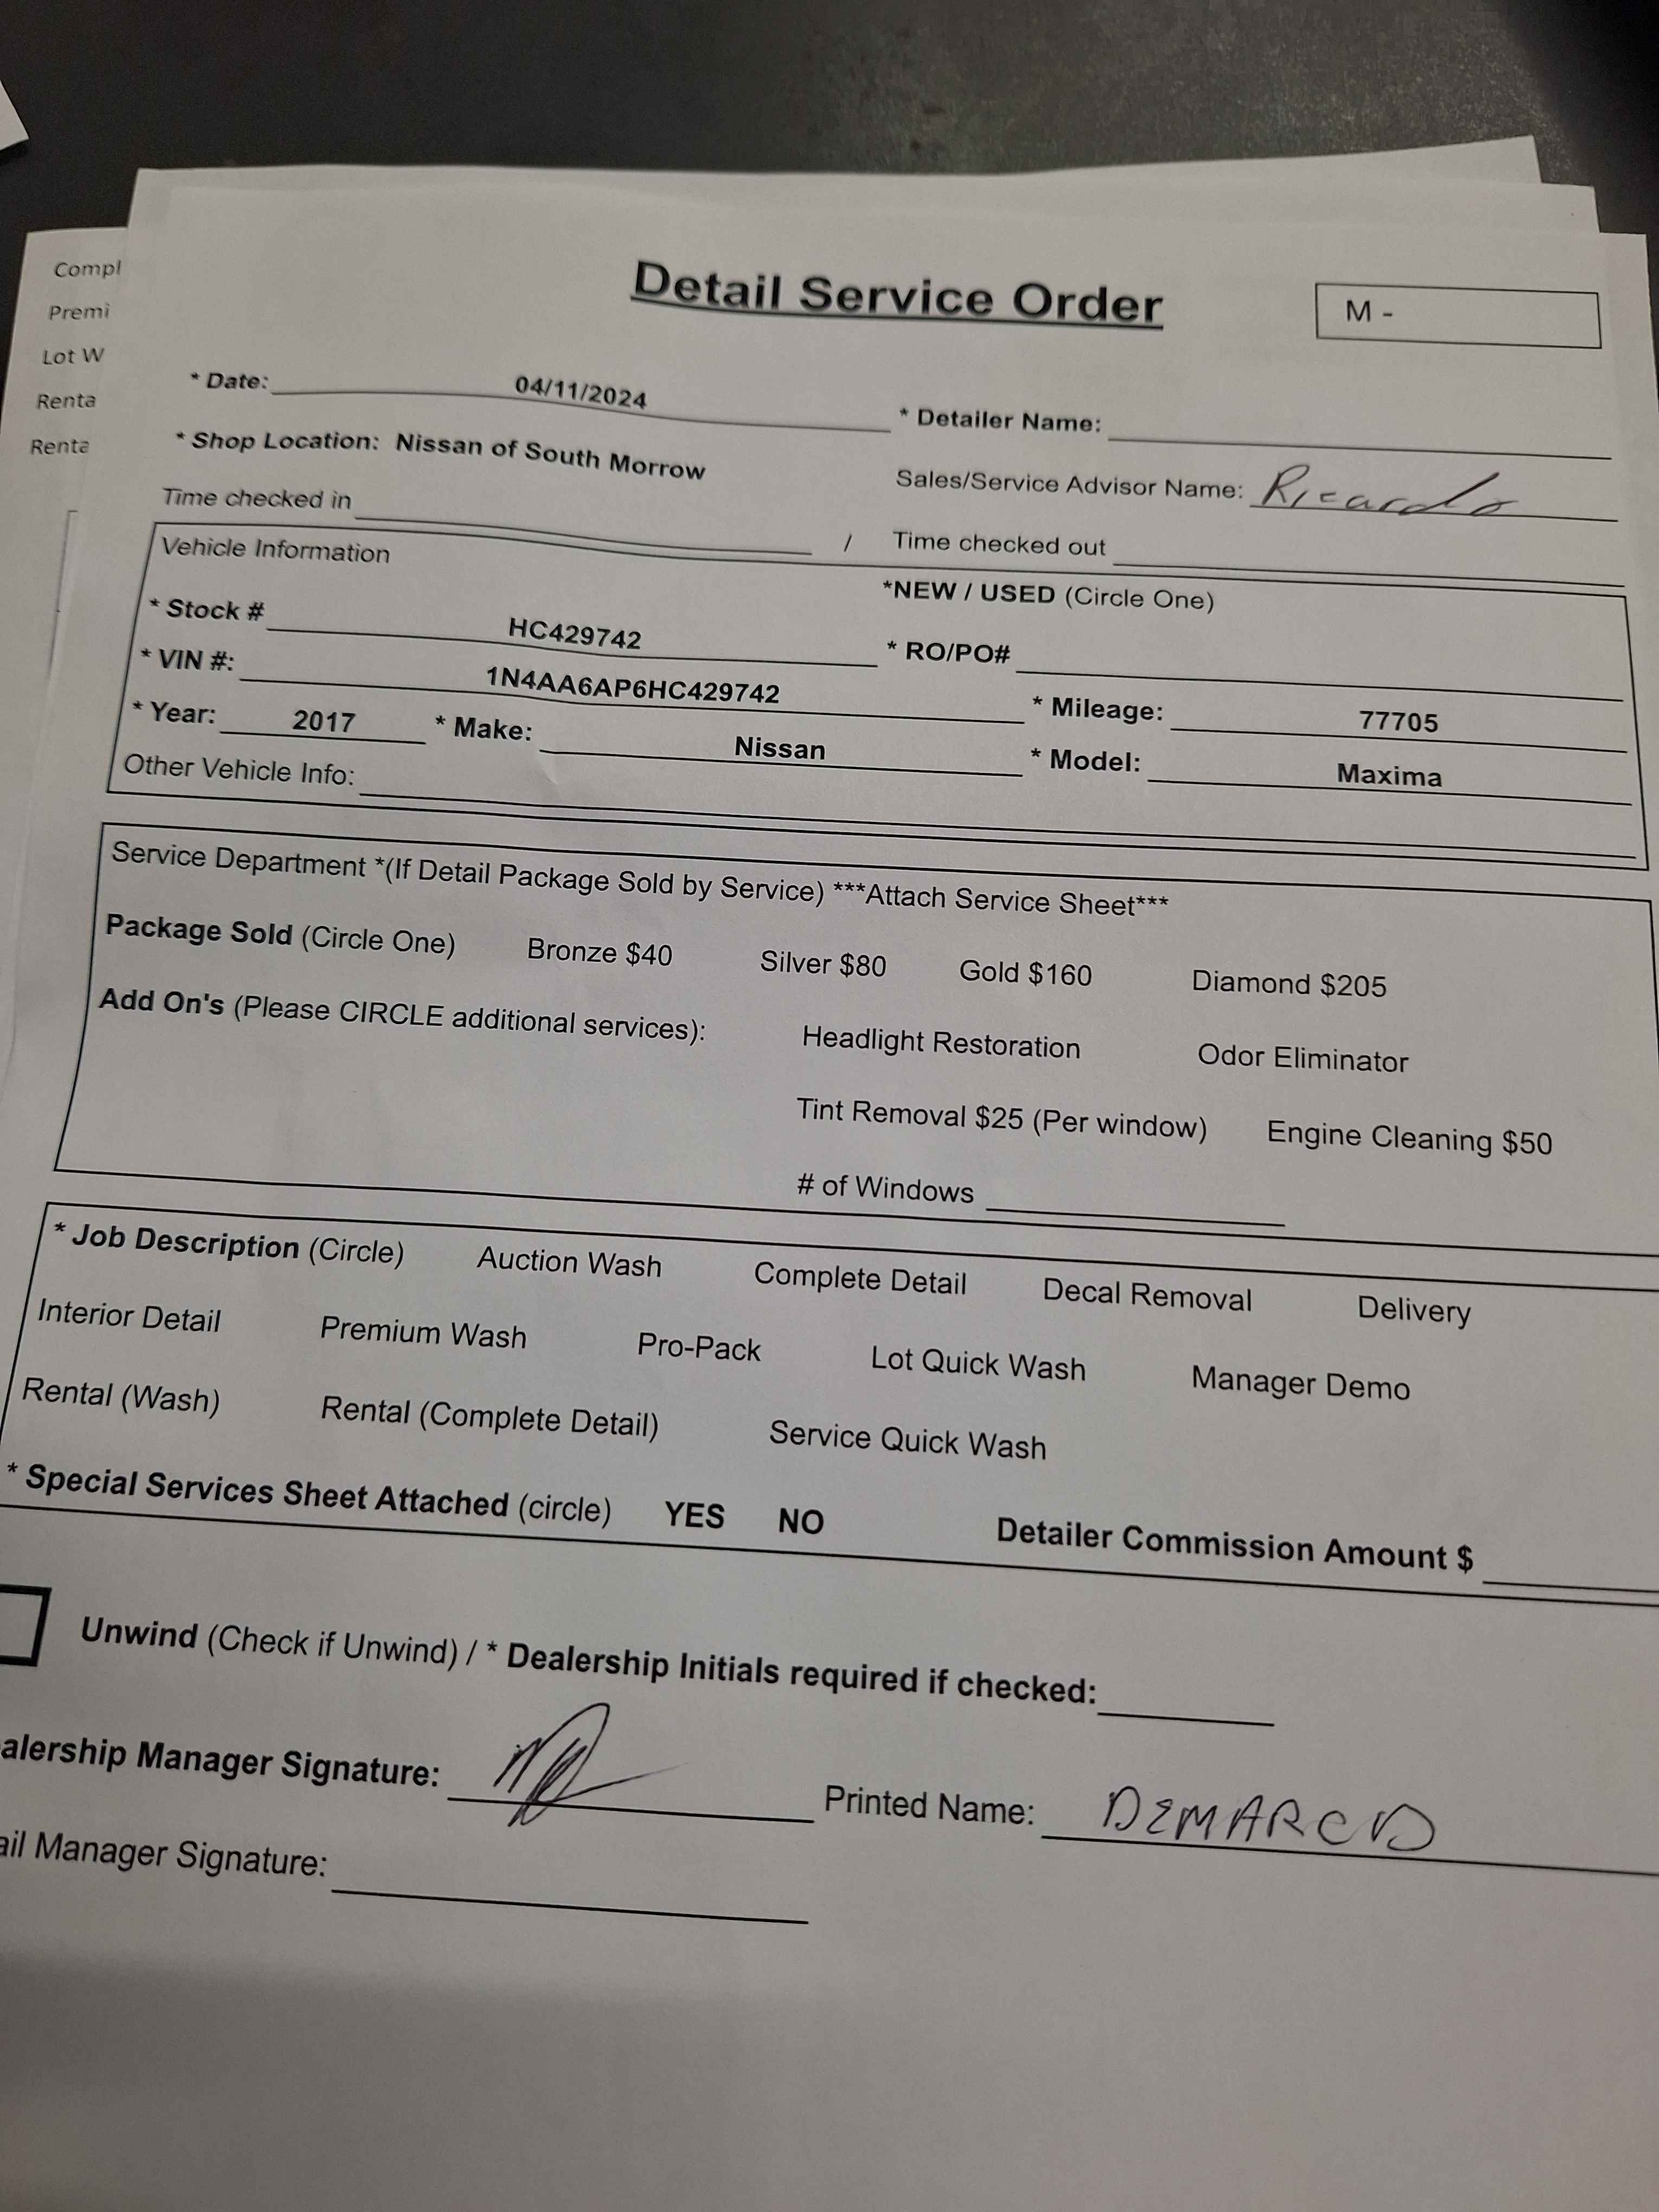 Compl
Premi
Lot W
Renta
Renta
Detail Service Order
M -
* Date: 04/11/2024
* Detailer Name:
* Shop Location: Nissan of South Morrow
Sales/Service Advisor Name: Ricardo
Time checked in / Time checked out
Vehicle Information
*NEW / USED (Circle One)
* Stock # HC429742
* RO/PO#
* VIN #: 1N4AA6AP6HC429742
* Mileage: 77705
* Year: 2017 * Make: Nissan * Model: Maxima
Other Vehicle Info:
Service Department *(If Detail Package Sold by Service) ***Attach Service Sheet***
Package Sold (Circle One) Bronze $40 Silver $80 Gold $160 Diamond $205
Add On's (Please CIRCLE additional services): Headlight Restoration Odor Eliminator
Tint Removal $25 (Per window) Engine Cleaning $50
# of Windows
* Job Description (Circle) Auction Wash Complete Detail Decal Removal Delivery
Interior Detail Premium Wash Pro-Pack Lot Quick Wash Manager Demo
Rental (Wash) Rental (Complete Detail) Service Quick Wash
* Special Services Sheet Attached (circle) YES NO Detailer Commission Amount $
Unwind (Check if Unwind) / * Dealership Initials required if checked:
alership Manager Signature: Printed Name: DEMARCO
ail Manager Signature: